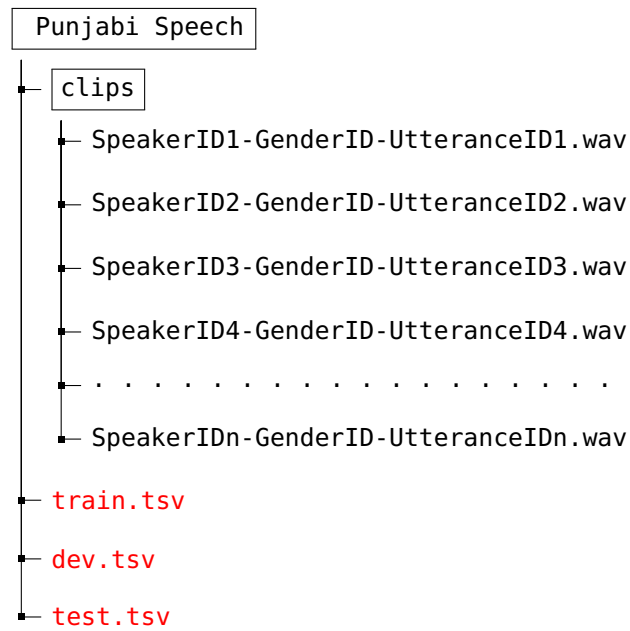 Punjabi Speech
clips
SpeakerID1-GenderID-UtteranceID1.wav
SpeakerID2-GenderID-UtteranceID2.wav
SpeakerID3-GenderID-UtteranceID3.wav
SpeakerID4-GenderID-UtteranceID4.wav
. . . . . . . . . . . . . . . . . .
SpeakerIDn-GenderID-UtteranceIDn.wav
train.tsv
dev.tsv
test.tsv